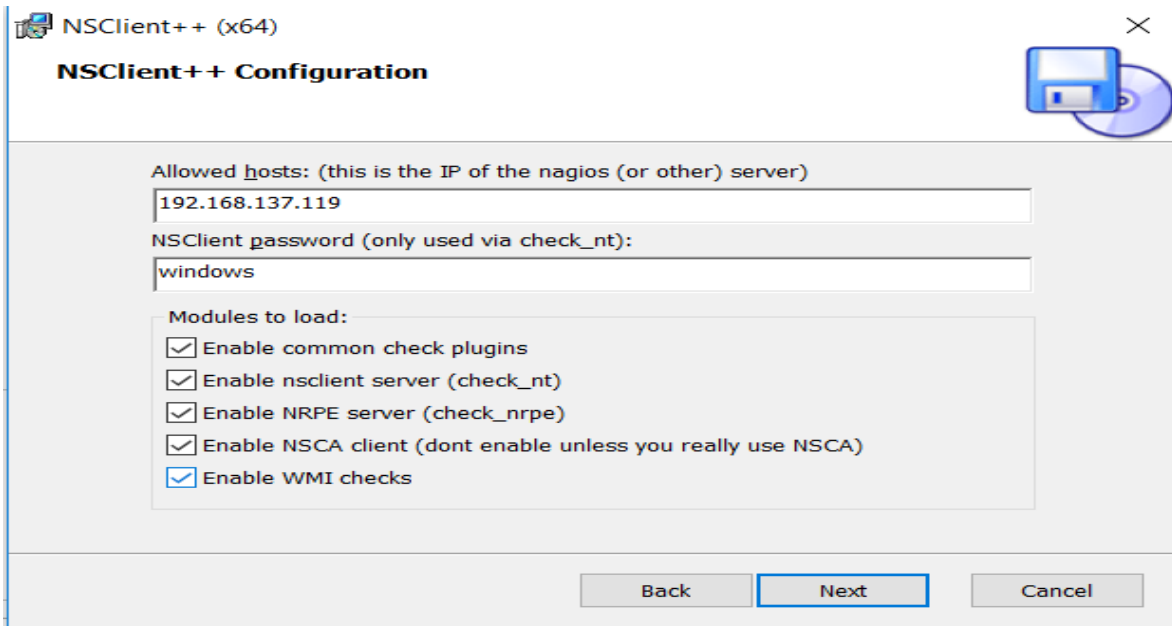 NSClient++ (x64)
NSClient++ Configuration
Allowed hosts: (this is the IP of the nagios (or other) server)
192.168.137.119
NSClient password (only used via check_nt):
windows
Modules to load:
Enable common check plugins
Enable nsclient server (check_nt)
Enable NRPE server (check_nrpe)
Enable NSCA client (dont enable unless you really use NSCA)
Enable WMI checks
Back Next Cancel